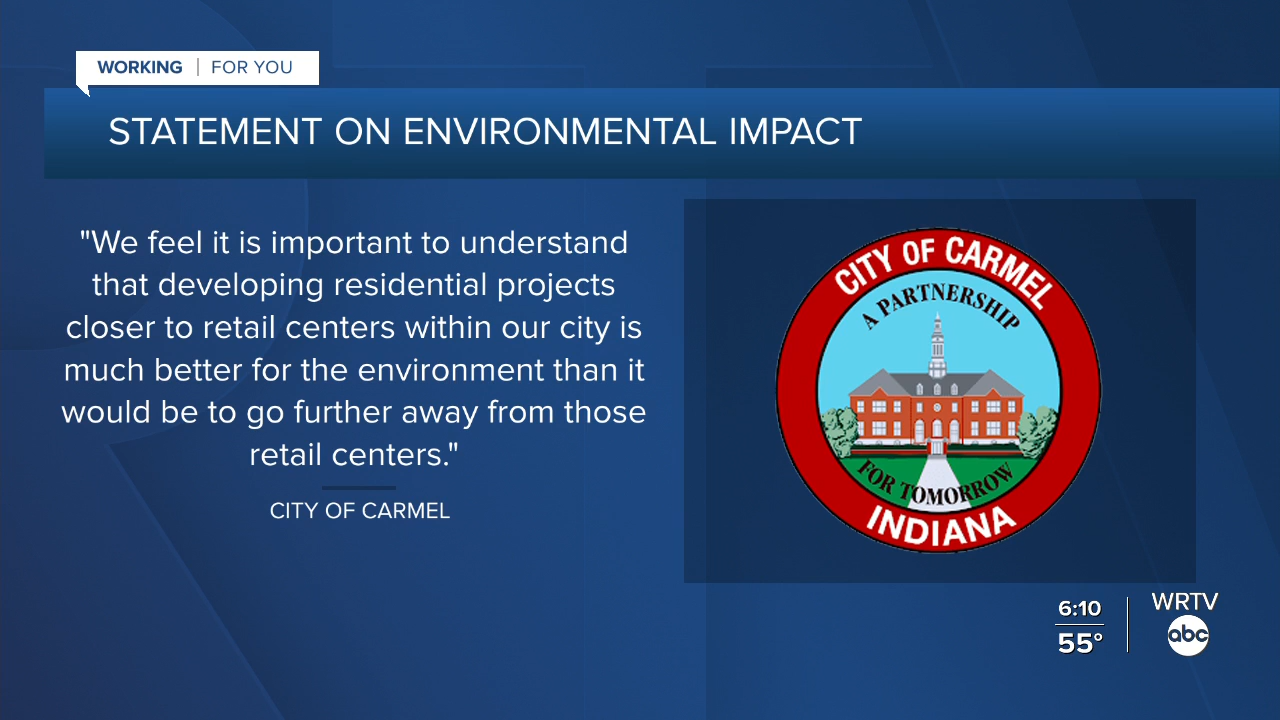 WORKING | FOR YOU
STATEMENT ON ENVIRONMENTAL IMPACT
"We feel it is important to understand
that developing residential projects
closer to retail centers within our city is
much better for the environment than it
would be to go further away from those
retail centers."
CITY OF CARMEL
CITY OF CARMEL
A PARTNERSHIP
FOR TOMORROW
INDIANA
6:10
55°
WRTV
abc